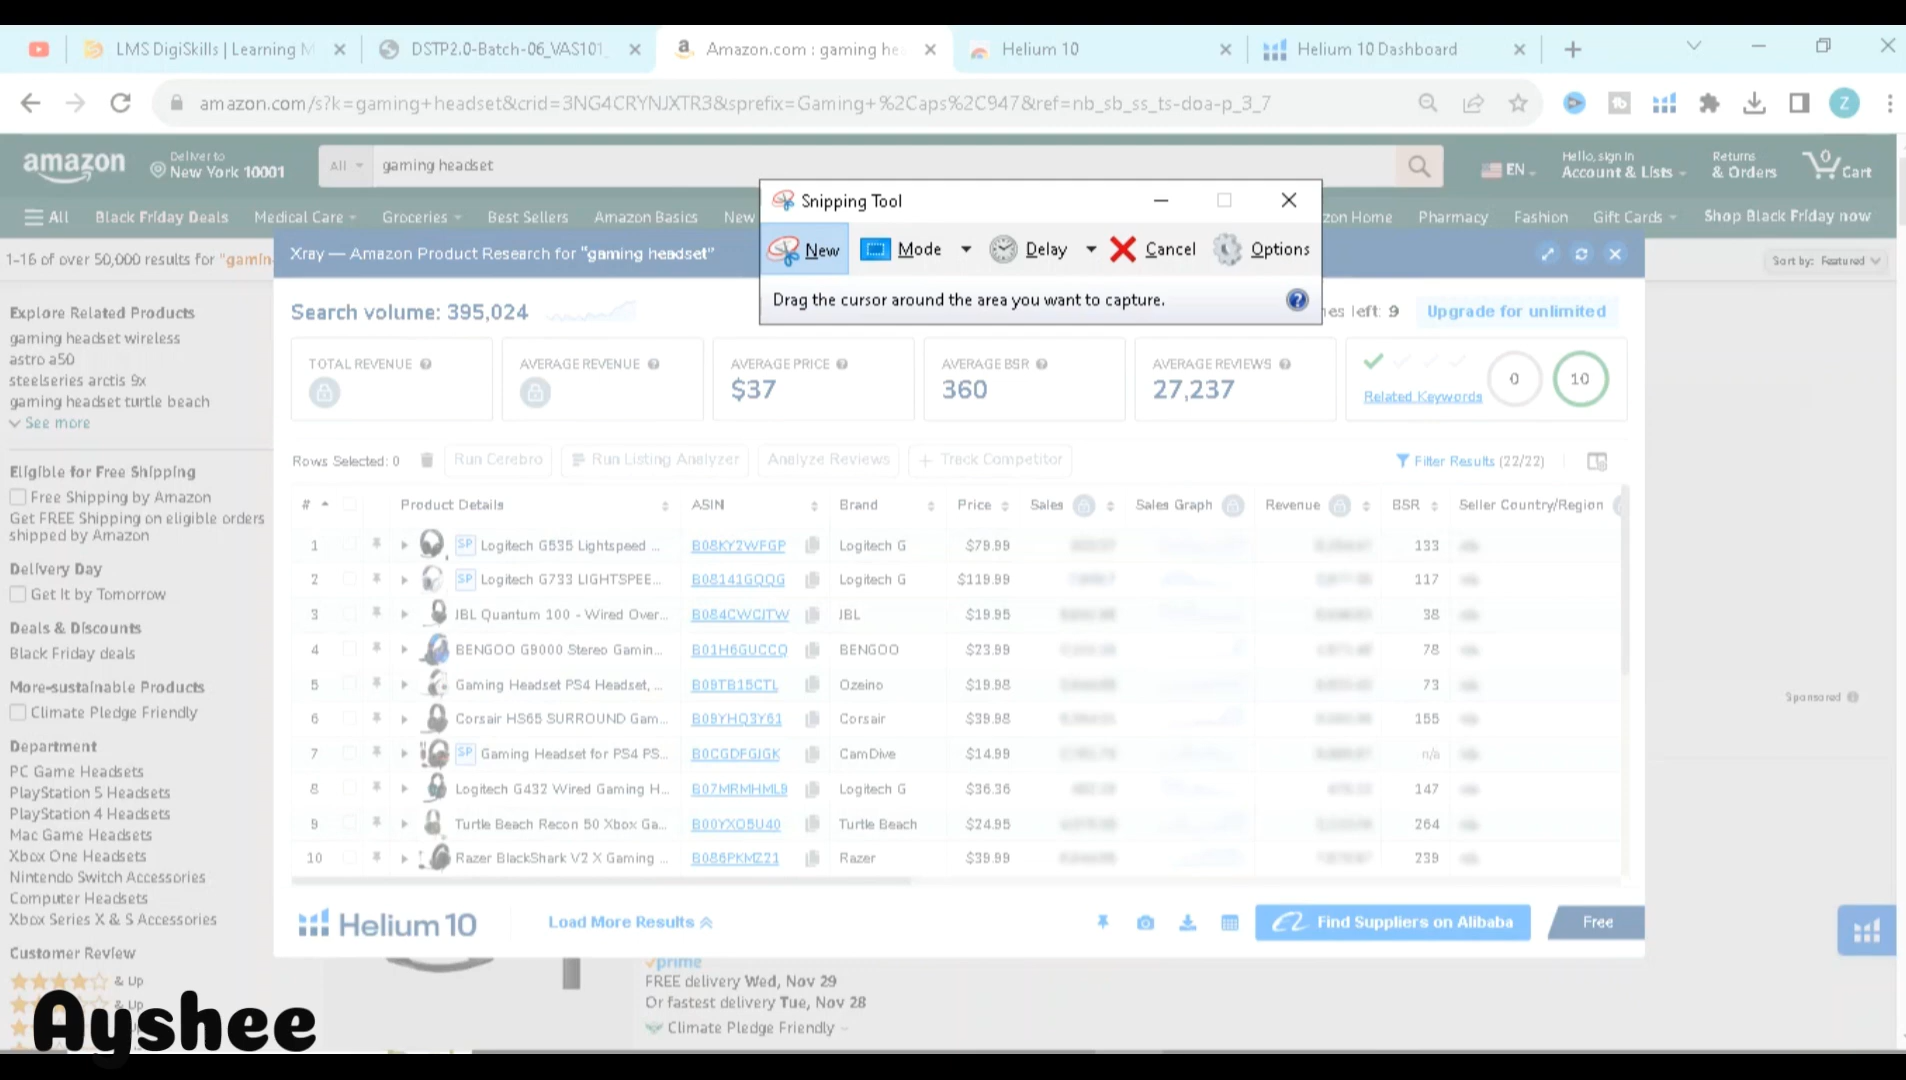 LMS DigiSkills | Learning M
DSTP2.0-Batch-06_VAS101_
Amazon.com : gaming hea
Helium 10
Helium 10 Dashboard
amazon.com/s?k=gaming+headset&crid=3NG4CRYNJXTR3&sprefix=Gaming+%2Caps%2C947&ref=nb_sb_ss_ts-doa-p_3_7
Z
amazon
Deliver to
New York 10001
All
gaming headset
EN
Hello, sign in
Account & Lists
Returns
& Orders
0
Cart
All
Black Friday Deals
Medical Care
Groceries
Best Sellers
Amazon Basics
New
zon Home
Pharmacy
Fashion
Gift Cards
Shop Black Friday now
Snipping Tool
New
Mode
Delay
Cancel
Options
Drag the cursor around the area you want to capture.
1-16 of over 50,000 results for "gamin
Sort by: Featured
Xray — Amazon Product Research for "gaming headset"
Search volume: 395,024
es left: 9
Upgrade for unlimited
TOTAL REVENUE
AVERAGE REVENUE
AVERAGE PRICE
$37
AVERAGE BSR
360
AVERAGE REVIEWS
27,237
Related Keywords
0
10
Rows Selected: 0
Run Cerebro
Run Listing Analyzer
Analyze Reviews
+ Track Competitor
Filter Results (22/22)
# Product Details ASIN Brand Price Sales Sales Graph Revenue BSR Seller Country/Region
1 SP Logitech G535 Lightspeed ... B08KY2WFGP Logitech G $79.99 133
2 SP Logitech G733 LIGHTSPEE... B08141GQQG Logitech G $119.99 117
3 JBL Quantum 100 - Wired Over... B084CWCJTW JBL $19.95 38
4 BENGOO G9000 Stereo Gamin... B01H6GUCCQ BENGOO $23.99 78
5 Gaming Headset PS4 Headset, ... B09TB15CTL Ozeino $19.98 73
6 Corsair HS65 SURROUND Gam... B09YHQ3Y61 Corsair $39.98 155
7 SP Gaming Headset for PS4 PS... B0CGDFGJGK CamDive $14.99 n/a
8 Logitech G432 Wired Gaming H... B07MRMHML9 Logitech G $36.36 147
9 Turtle Beach Recon 50 Xbox Ga... B00YXO5U40 Turtle Beach $24.95 264
10 Razer BlackShark V2 X Gaming ... B086PKMZ21 Razer $39.99 239
Helium 10
Load More Results
Find Suppliers on Alibaba
Free
Explore Related Products
gaming headset wireless
astro a50
steelseries arctis 9x
gaming headset turtle beach
See more
Eligible for Free Shipping
Free Shipping by Amazon
Get FREE Shipping on eligible orders
shipped by Amazon
Delivery Day
Get It by Tomorrow
Deals & Discounts
Black Friday deals
More-sustainable Products
Climate Pledge Friendly
Department
PC Game Headsets
PlayStation 5 Headsets
PlayStation 4 Headsets
Mac Game Headsets
Xbox One Headsets
Nintendo Switch Accessories
Computer Headsets
Xbox Series X & S Accessories
Customer Review
& Up
& Up
Sponsored
prime
FREE delivery Wed, Nov 29
Or fastest delivery Tue, Nov 28
Climate Pledge Friendly
Ayshee